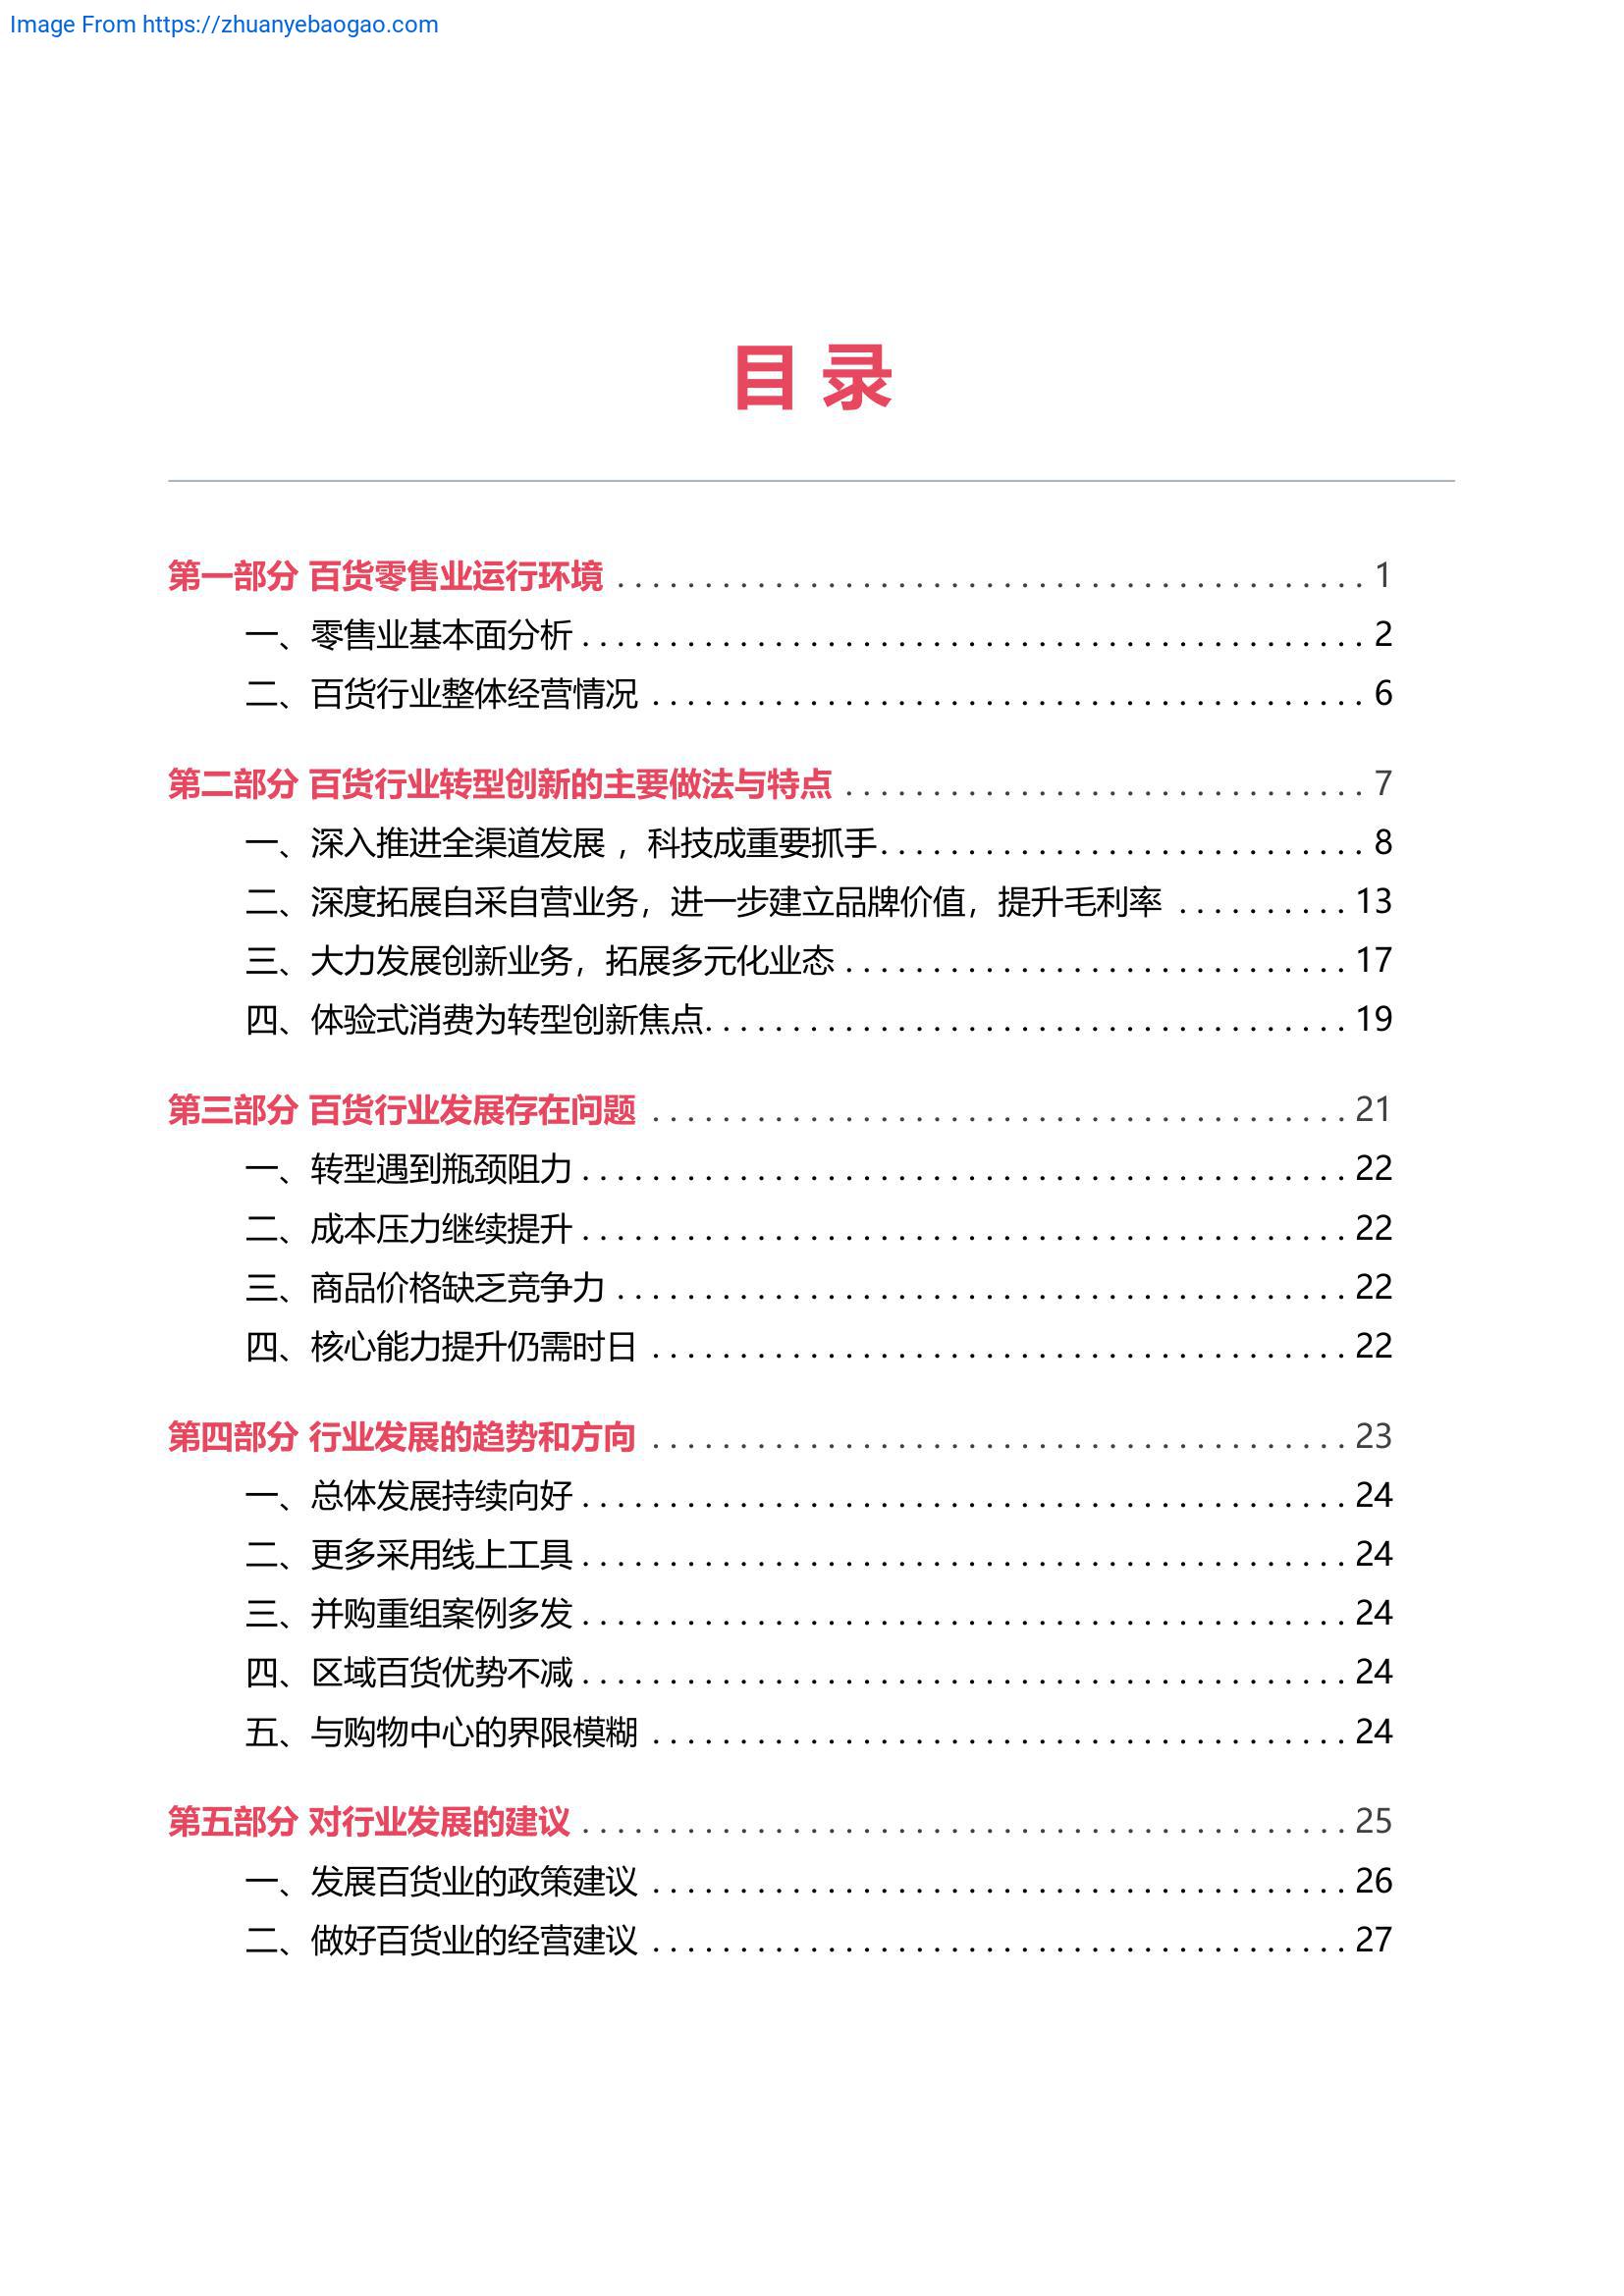 Image From https://zhuanyebaogao.com
目 录
第一部分 百货零售业运行环境 . . . . . . . . . . . . . . . . . . . . 1
一、零售业基本面分析 . . . . . . . . . . . . . . . . . . . . 2
二、百货行业整体经营情况 . . . . . . . . . . . . . . . . . . . . 6
第二部分 百货行业转型创新的主要做法与特点 . . . . . . . . . . . . . . . . . . . . 7
一、深入推进全渠道发展 ，科技成重要抓手 . . . . . . . . . . . . . . . . . . . . 8
二、深度拓展自采自营业务，进一步建立品牌价值，提升毛利率 . . . . . . . . . . 13
三、大力发展创新业务，拓展多元化业态 . . . . . . . . . . . . . . . . . . . . 17
四、体验式消费为转型创新焦点 . . . . . . . . . . . . . . . . . . . . 19
第三部分 百货行业发展存在问题 . . . . . . . . . . . . . . . . . . . . 21
一、转型遇到瓶颈阻力 . . . . . . . . . . . . . . . . . . . . 22
二、成本压力继续提升 . . . . . . . . . . . . . . . . . . . . 22
三、商品价格缺乏竞争力 . . . . . . . . . . . . . . . . . . . . 22
四、核心能力提升仍需时日 . . . . . . . . . . . . . . . . . . . . 22
第四部分 行业发展的趋势和方向 . . . . . . . . . . . . . . . . . . . . 23
一、总体发展持续向好 . . . . . . . . . . . . . . . . . . . . 24
二、更多采用线上工具 . . . . . . . . . . . . . . . . . . . . 24
三、并购重组案例多发 . . . . . . . . . . . . . . . . . . . . 24
四、区域百货优势不减 . . . . . . . . . . . . . . . . . . . . 24
五、与购物中心的界限模糊 . . . . . . . . . . . . . . . . . . . . 24
第五部分 对行业发展的建议 . . . . . . . . . . . . . . . . . . . . 25
一、发展百货业的政策建议 . . . . . . . . . . . . . . . . . . . . 26
二、做好百货业的经营建议 . . . . . . . . . . . . . . . . . . . . 27